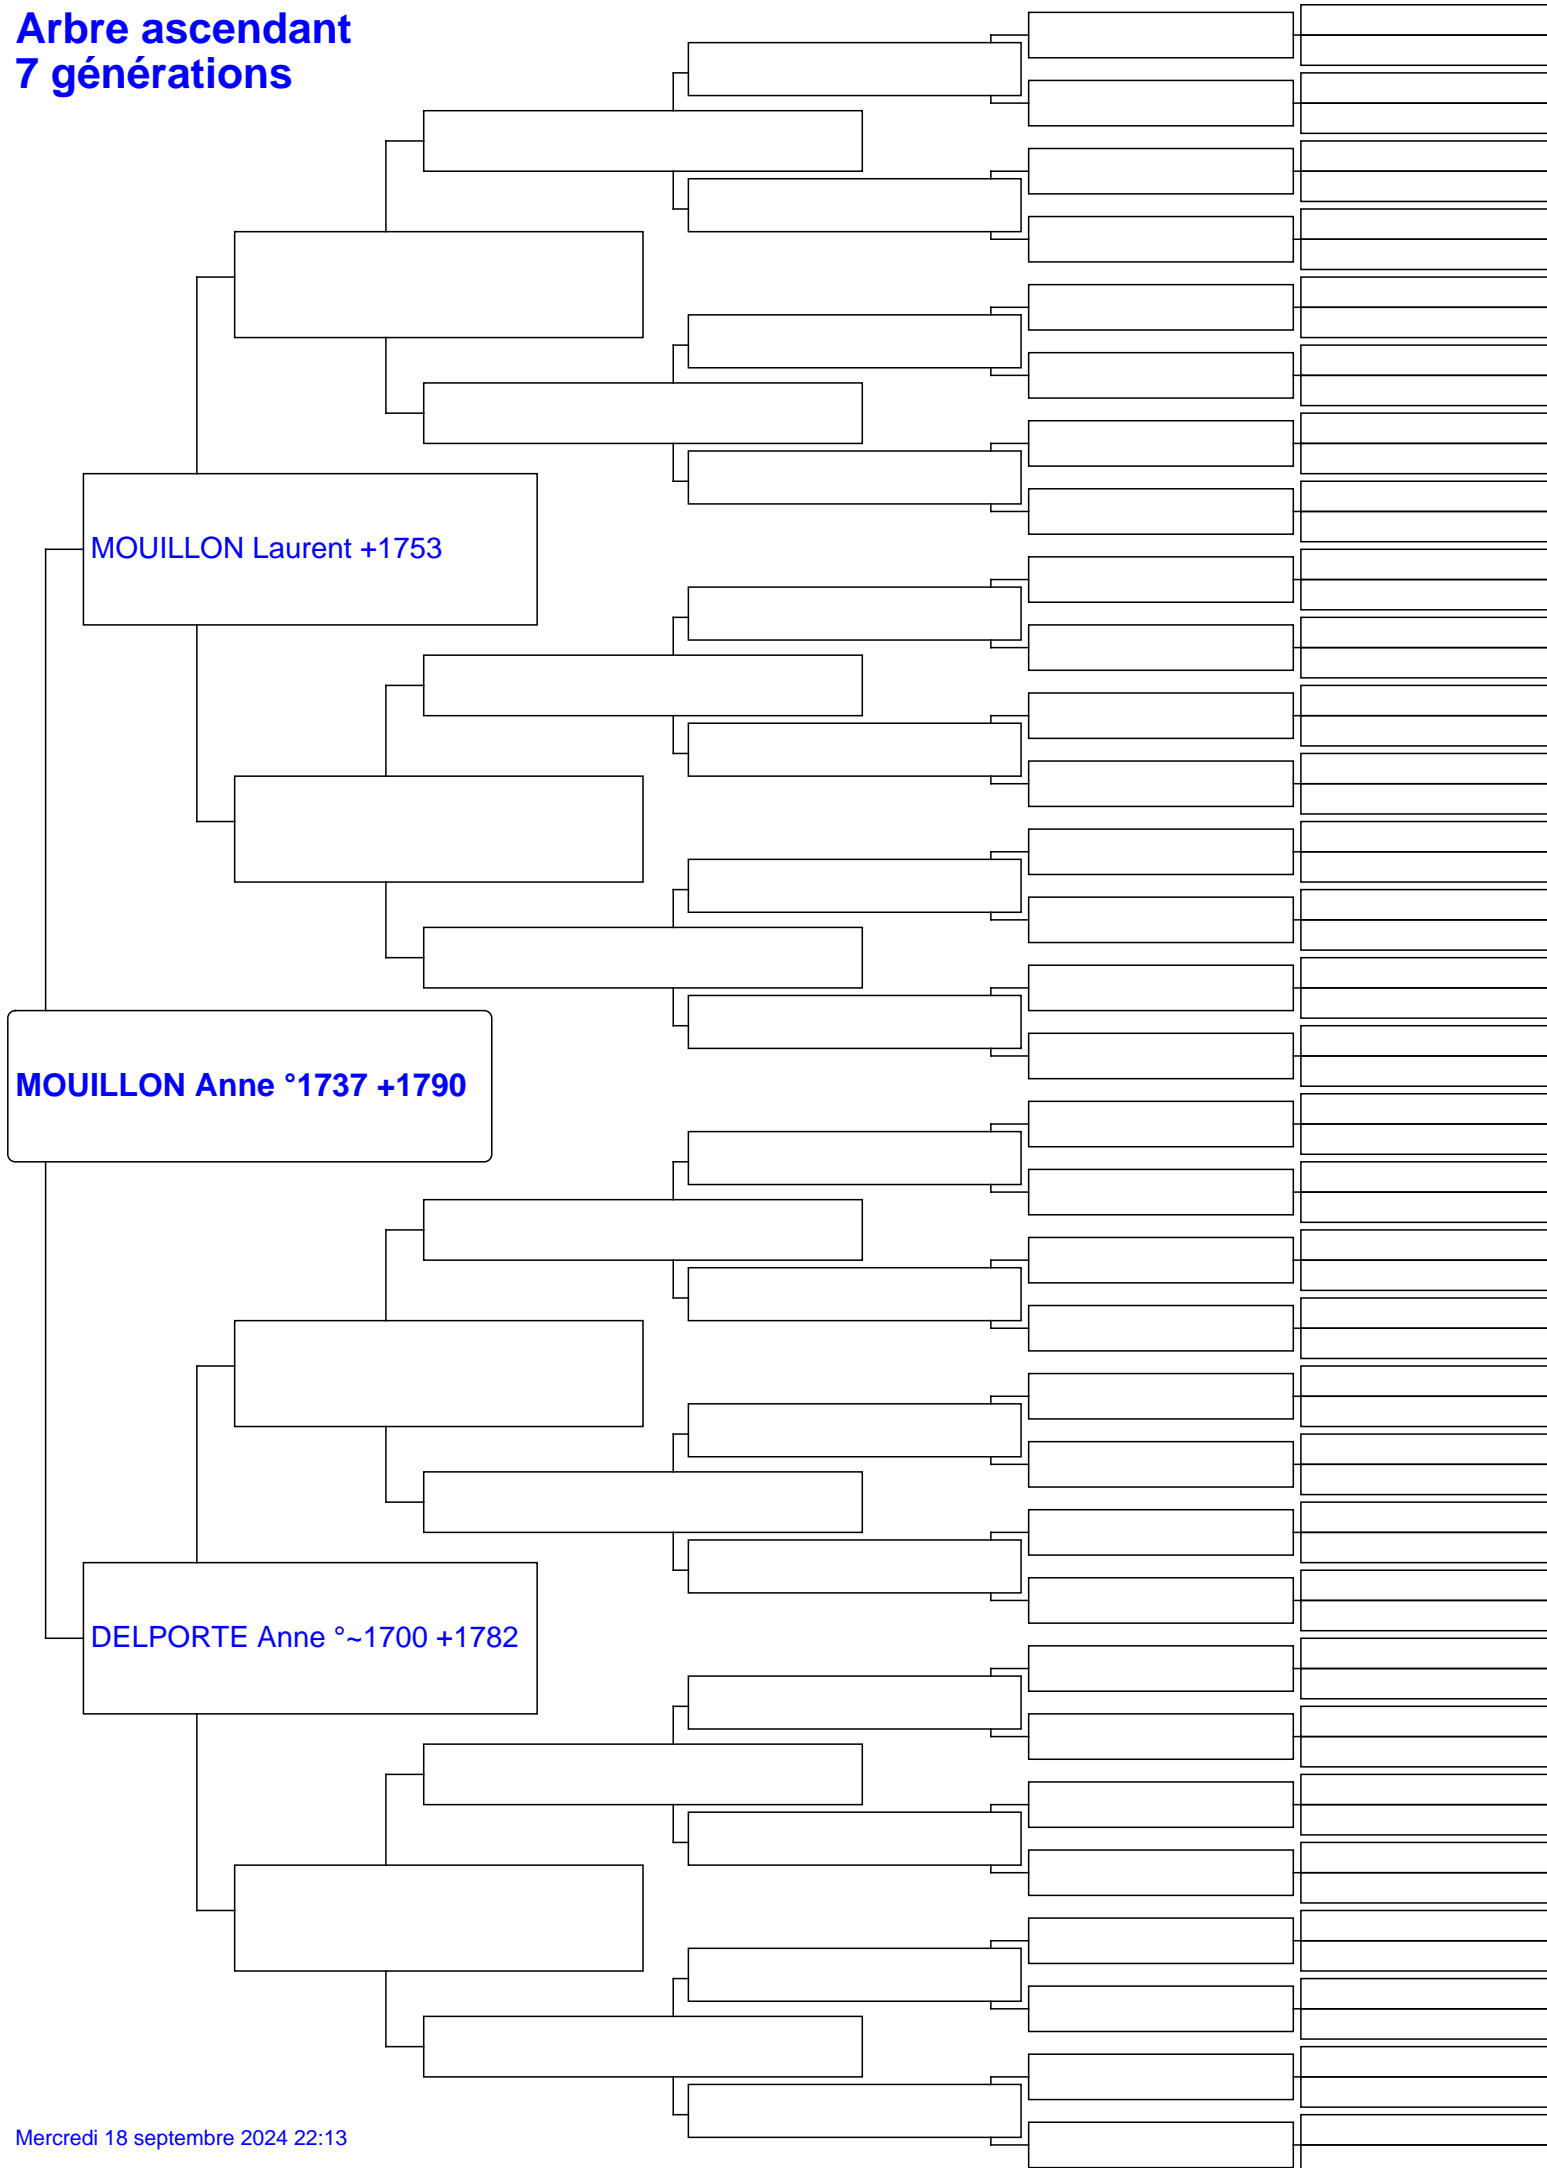 Arbre ascendant
7 générations
MOUILLON Laurent +1753
MOUILLON Anne °1737 +1790
DELPORTE Anne °~1700 +1782
Mercredi 18 septembre 2024 22:13